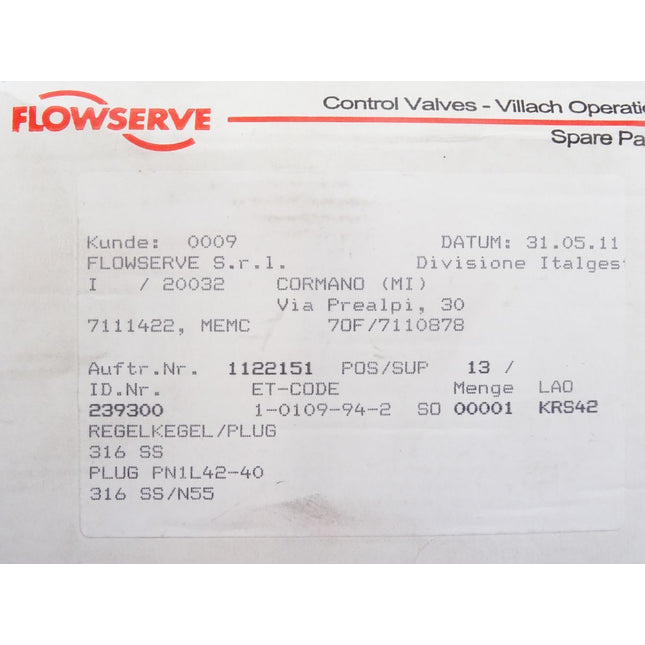 FLOWSERVE
Control Valves - Villach Operatio
Spare Pa
Kunde: 0009 DATUM: 31.05.11
FLOWSERVE S.r.l. Divisione Italges
I / 20032 CORMANO (MI)
Via Prealpi, 30
7111422, MEMC 70F/7110878
Auftr.Nr. 1122151 POS/SUP 13 /
ID.Nr. ET-CODE Menge LAO
239300 1-0109-94-2 SO 00001 KRS42
REGELKEGEL/PLUG
316 SS
PLUG PN1L42-40
316 SS/N55